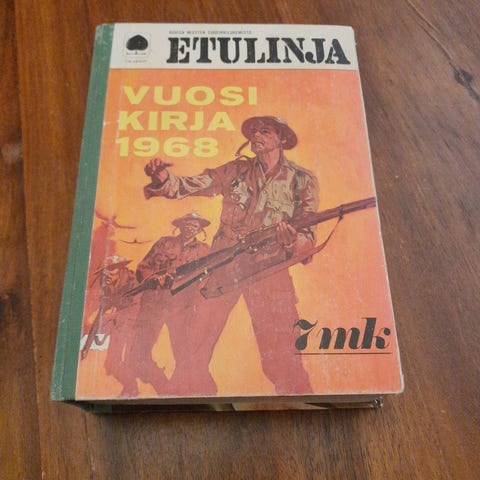 ETULINJA
VUOSI
KIRJA
1968
7 mk